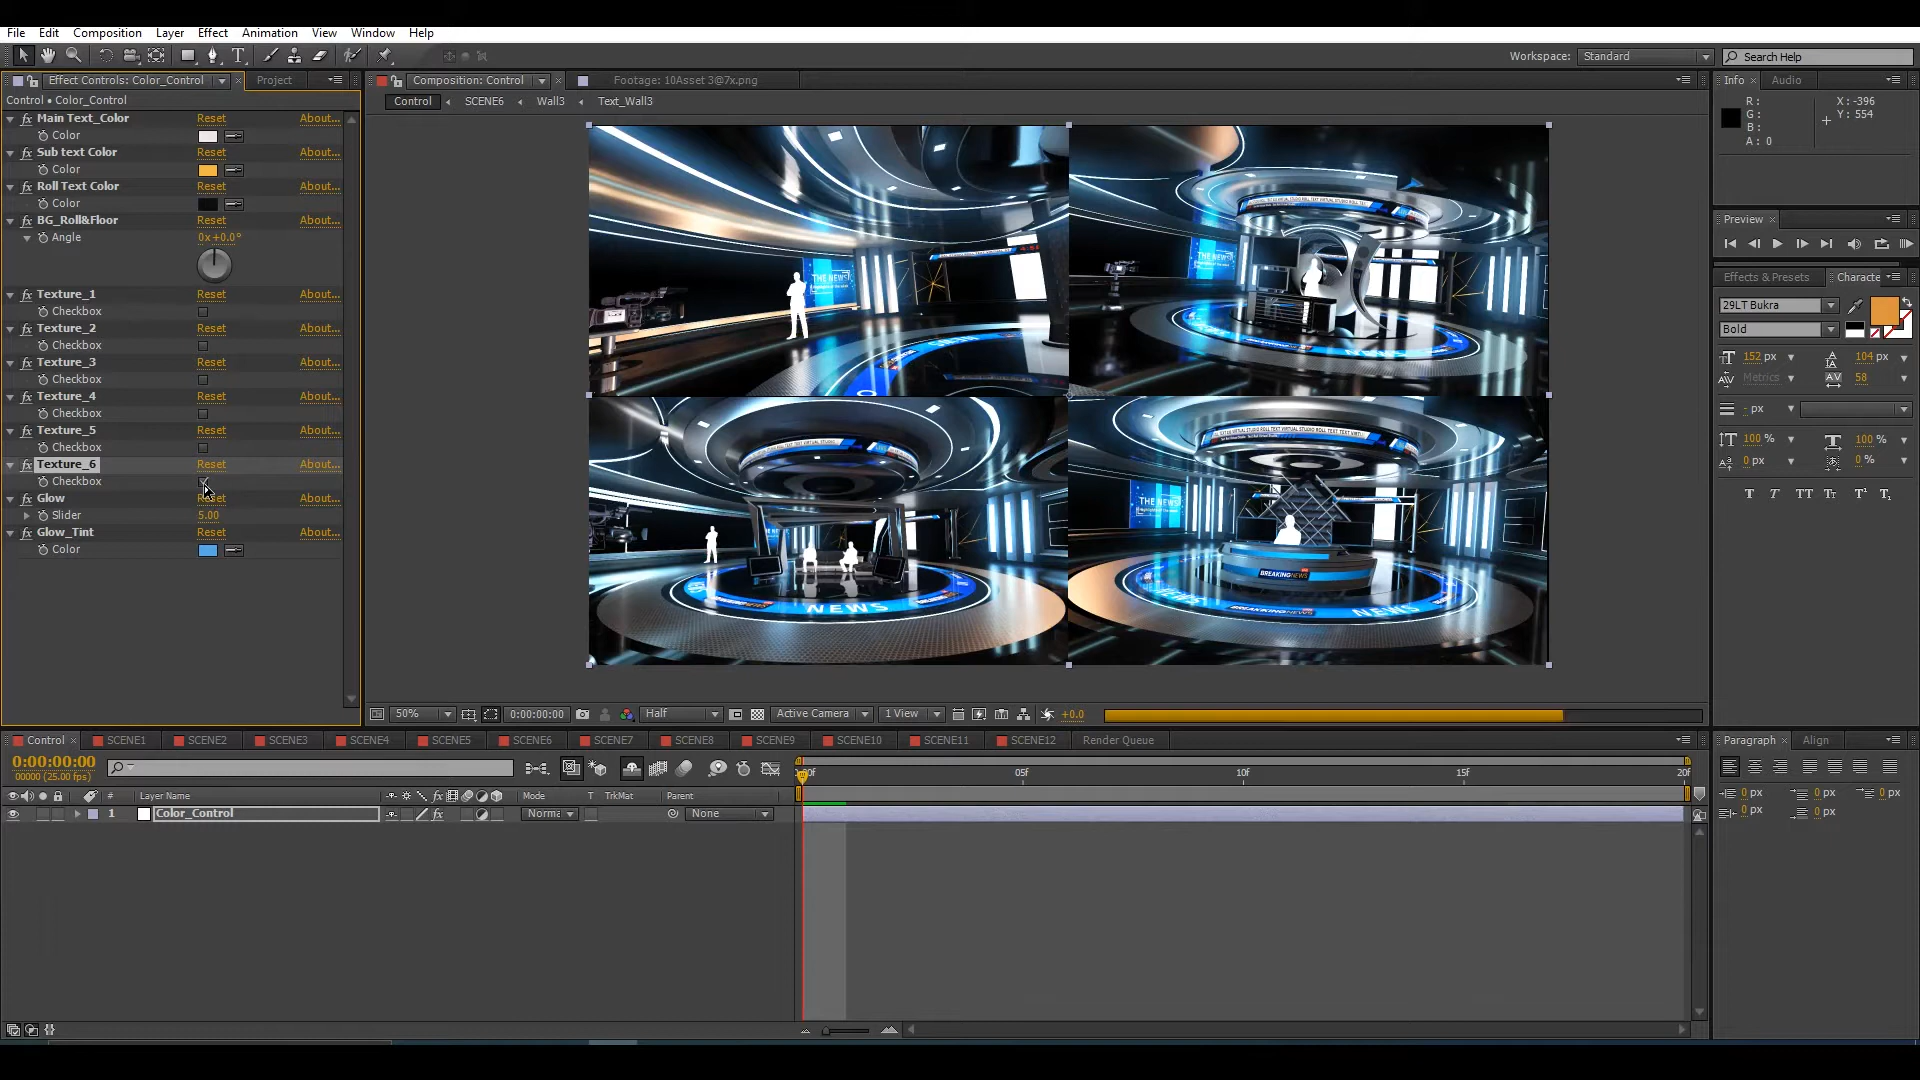 File Edit Composition Layer Effect Animation View Window Help
Workspace: Standard Search Help
Effect Controls: Color_Control Project
Composition: Control Footage: 10Asset 3@7x.png
Info Audio
Control • Color_Control
Control SCENE6 Wall3 Text_Wall3
R: X: -396
G: Y: 554
B:
A: 0
Main Text_Color Reset About...
Color
Sub text Color Reset About...
Color
Roll Text Color Reset About...
Color
BG_Roll&Floor Reset About...
Angle 0x+0.0°
Texture_1 Reset About...
Checkbox
Texture_2 Reset About...
Checkbox
Texture_3 Reset About...
Checkbox
Texture_4 Reset About...
Checkbox
Texture_5 Reset About...
Checkbox
Texture_6 Reset About...
Checkbox
Glow Reset About...
Slider 5.00
Glow_Tint Reset About...
Color
THE NEWS
NEWS
NEWS
BREAKINGNEWS
NEWS
Preview
Effects & Presets Characte
29LT Bukra
Bold
152 px 104 px
Metrics 58
- px
100 % 100 %
0 px 0 %
T T TT Tt T¹ T₁
50% 0:00:00:00 Half Active Camera 1 View +0.0
Control SCENE1 SCENE2 SCENE3 SCENE4 SCENE5 SCENE6 SCENE7 SCENE8 SCENE9 SCENE10 SCENE11 SCENE12 Render Queue
Paragraph Align
0:00:00:00
00000 (25.00 fps)
05f 10f 15f 20f
# Layer Name Mode T TrkMat Parent
1 Color_Control Norma None
0 px 0 px 0 px
0 px 0 px